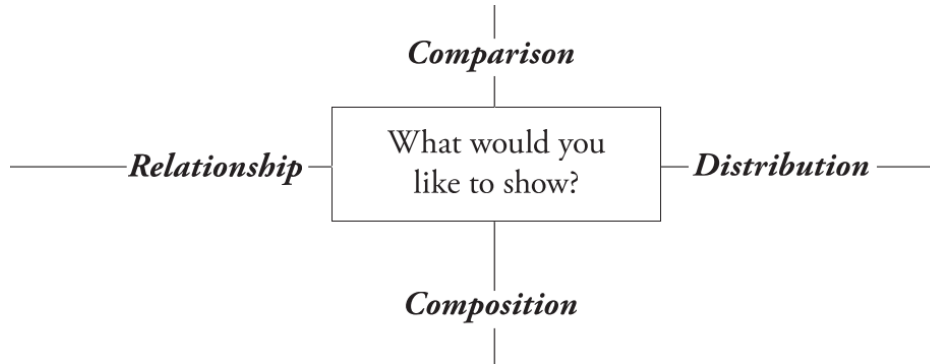 Comparison
What would you
like to show?
Relationship
Distribution
Composition